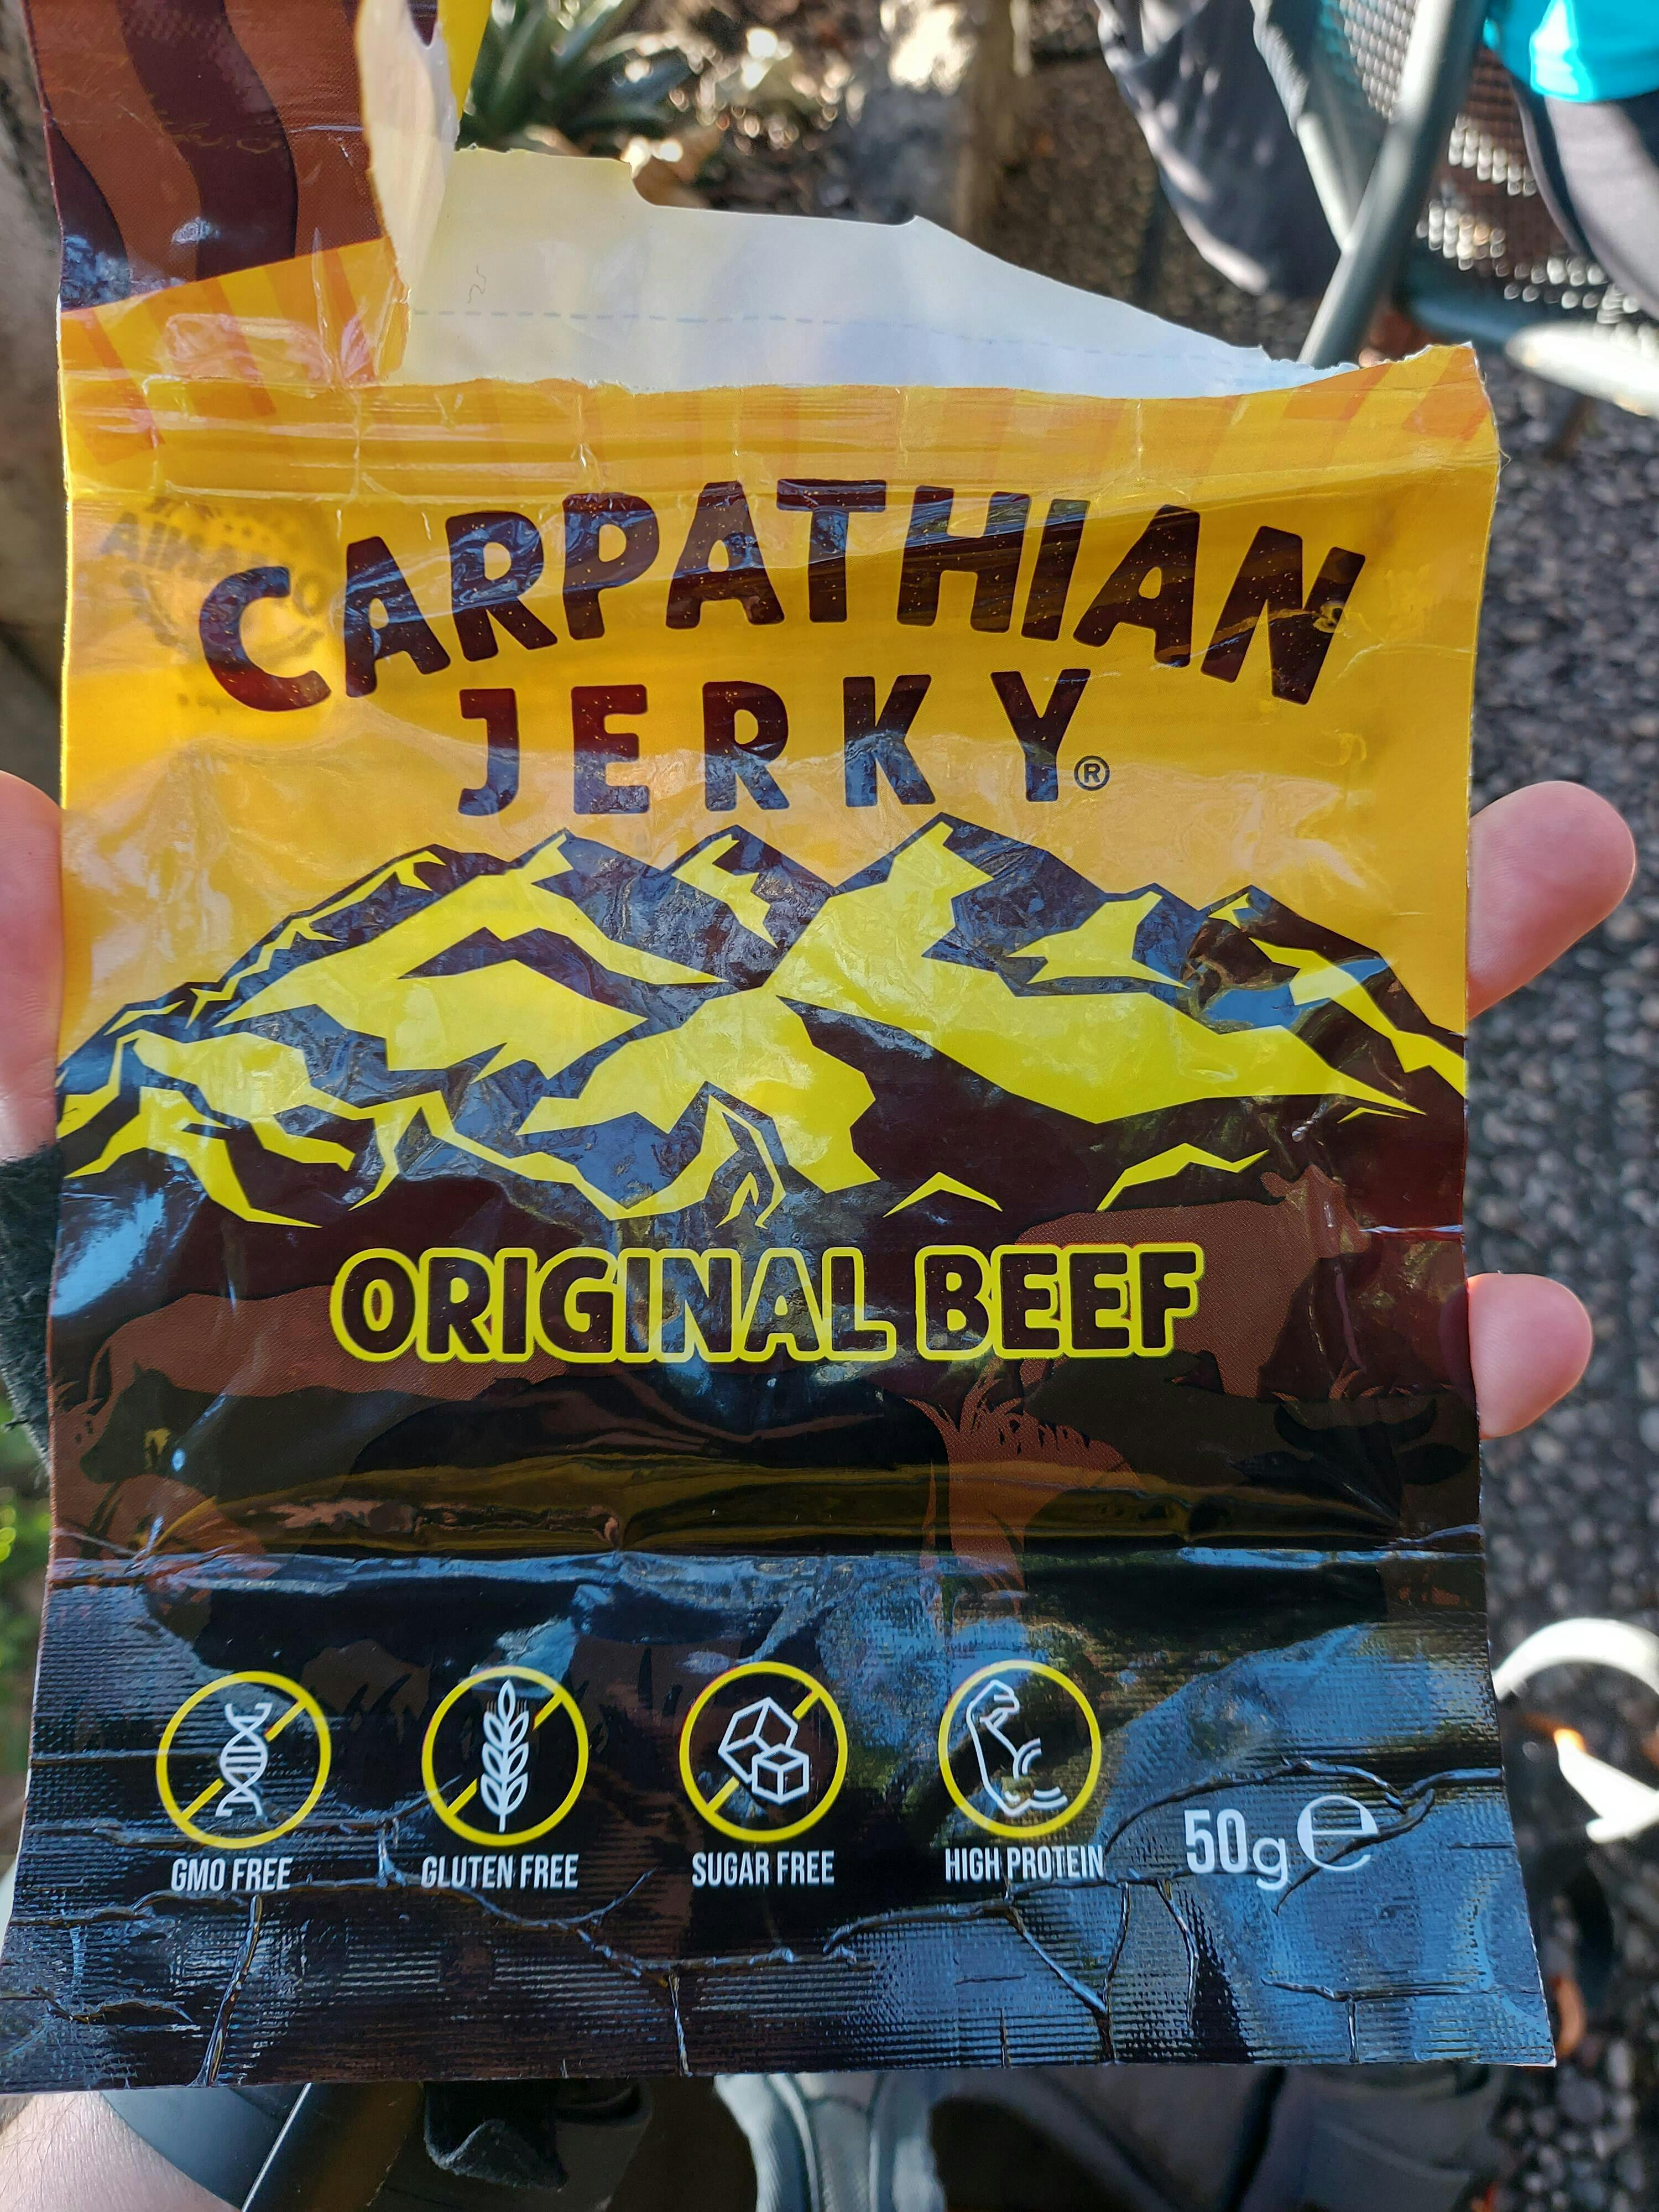 CARPATHIAN
JERKY®
ORIGINAL BEEF
GMO FREE
GLUTEN FREE
SUGAR FREE
HIGH PROTEIN
50g ℮